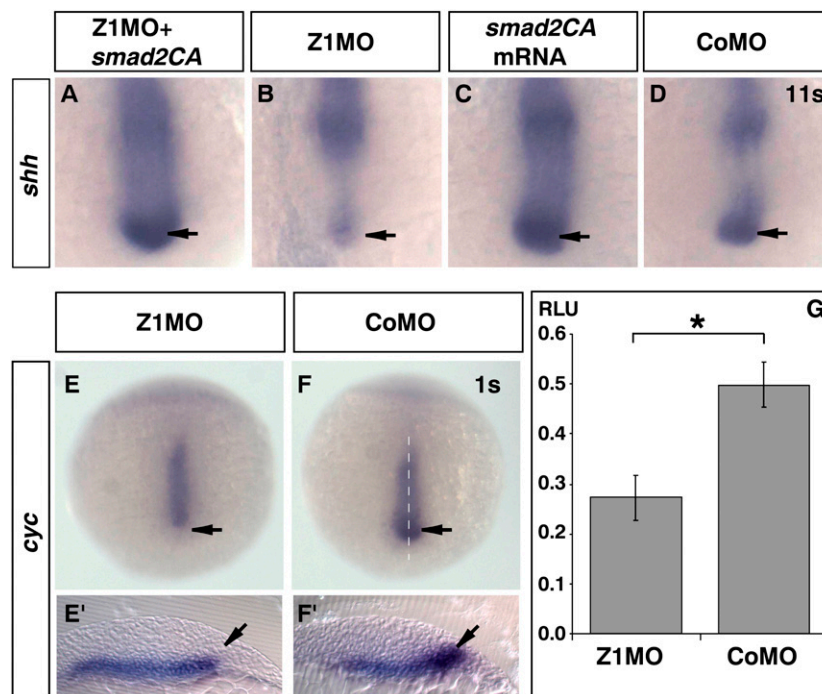 Z1MO+
smad2CA
Z1MO
smad2CA
mRNA
CoMO
shh
A
B
C
D
11s
Z1MO
CoMO
cyc
E
F
1s
E'
F'
RLU
G
*
0.6
0.5
0.4
0.3
0.2
0.1
0.0
Z1MO
CoMO